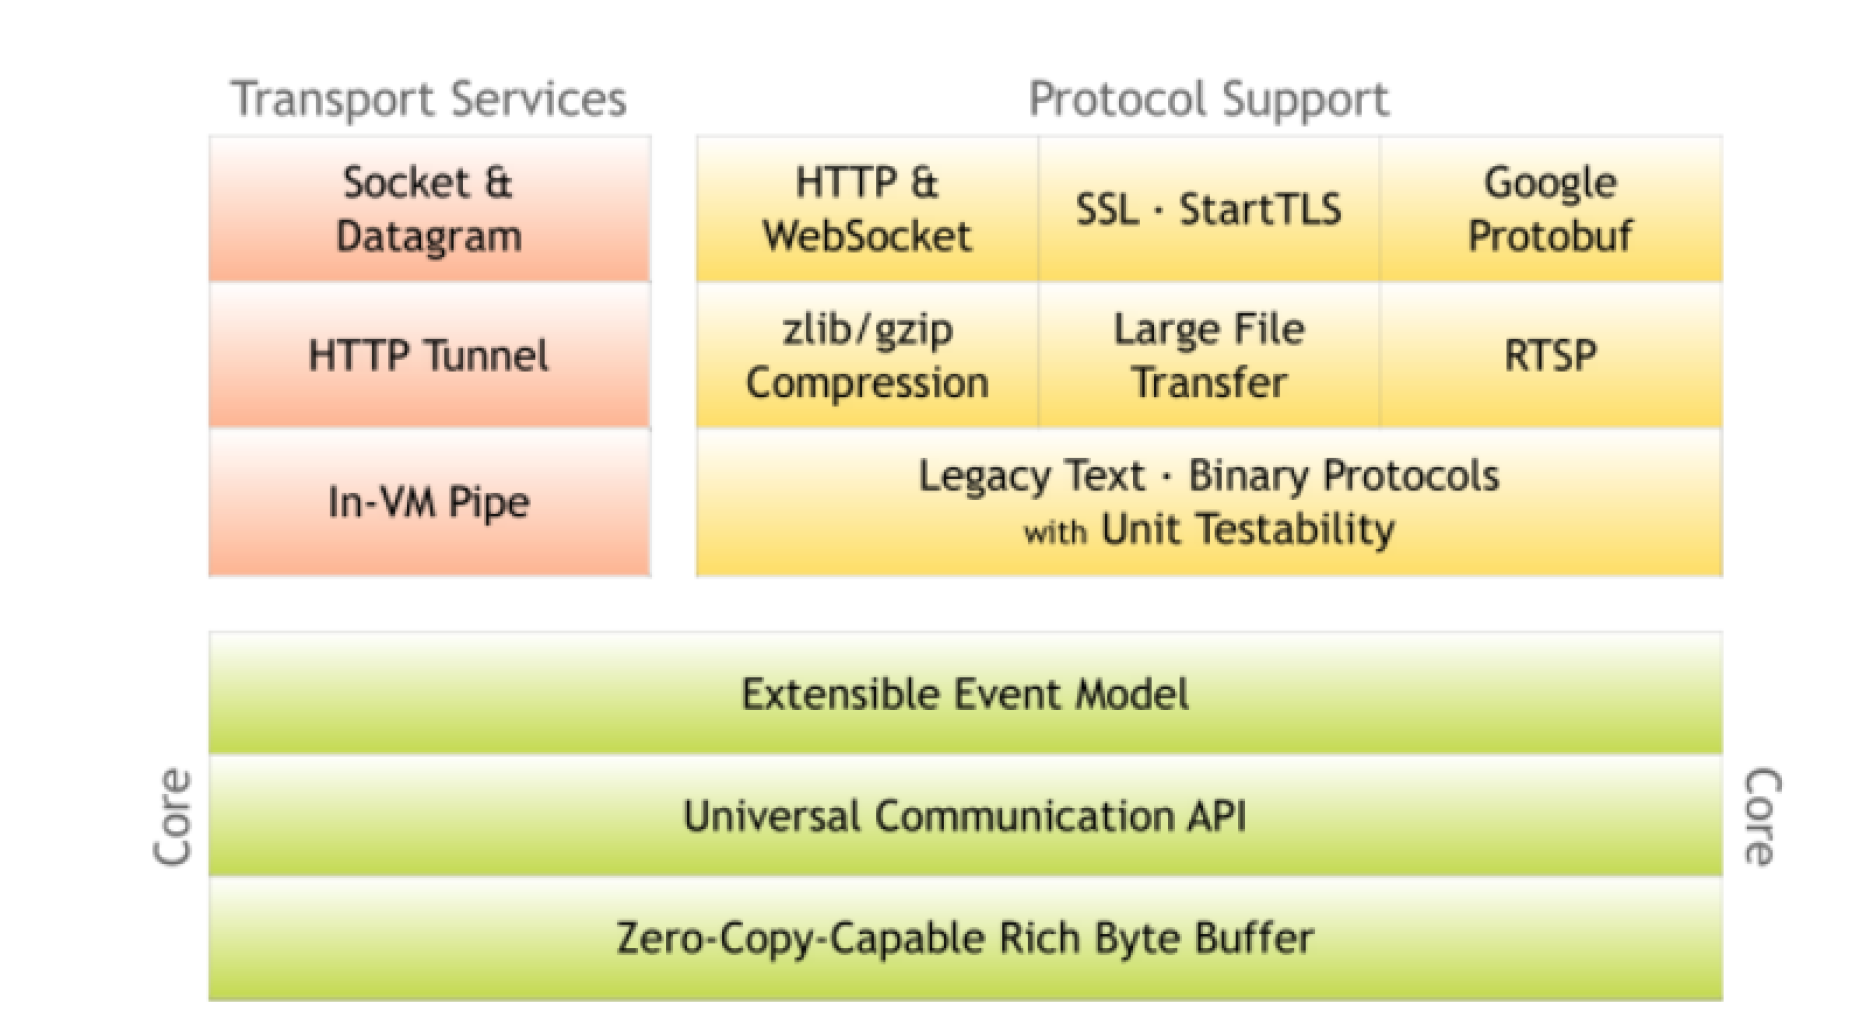 Transport Services
Socket &
Datagram
HTTP Tunnel
In-VM Pipe
Protocol Support
HTTP &
WebSocket
SSL · StartTLS
Google
Protobuf
zlib/gzip
Compression
Large File
Transfer
RTSP
Legacy Text · Binary Protocols
with Unit Testability
Core
Extensible Event Model
Universal Communication API
Zero-Copy-Capable Rich Byte Buffer
Core